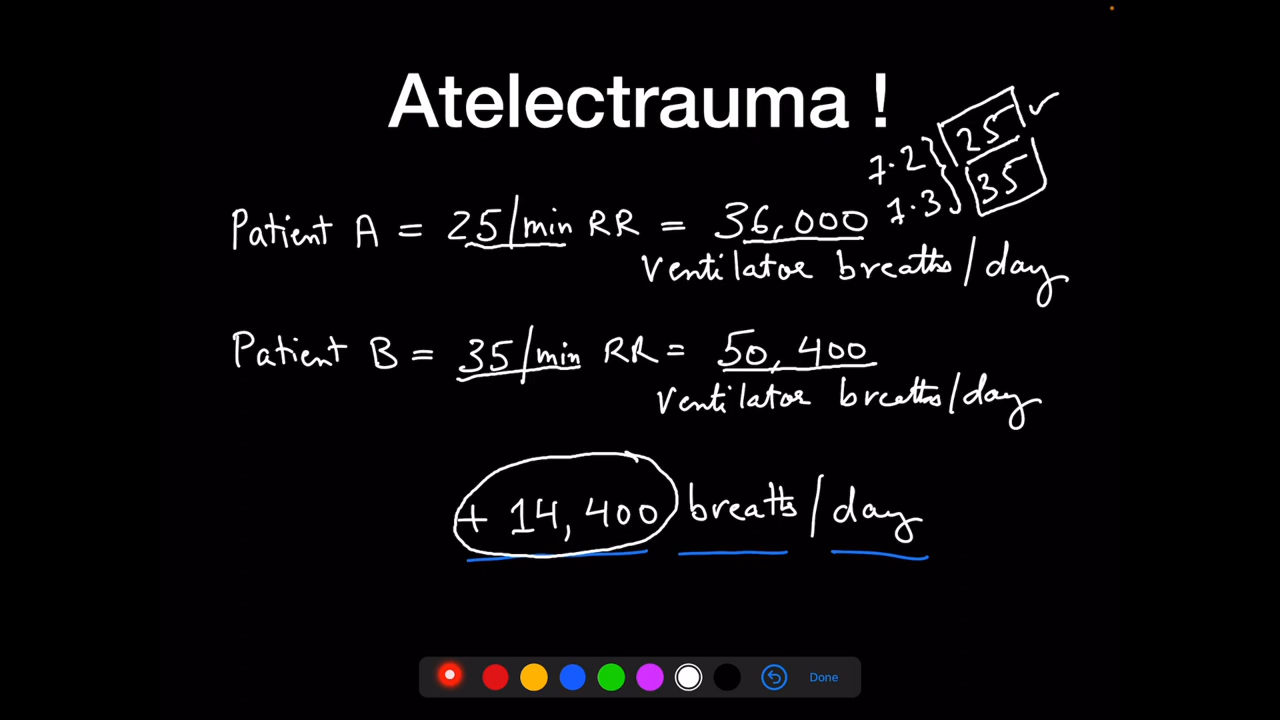 Atelectrauma !
7.2 } 25 ✓
7.3 } 35
Patient A = 25/min RR = 36,000
ventilator breaths/day
Patient B = 35/min RR = 50,400
ventilator breaths/day
+ 14,400 breaths/day
Done